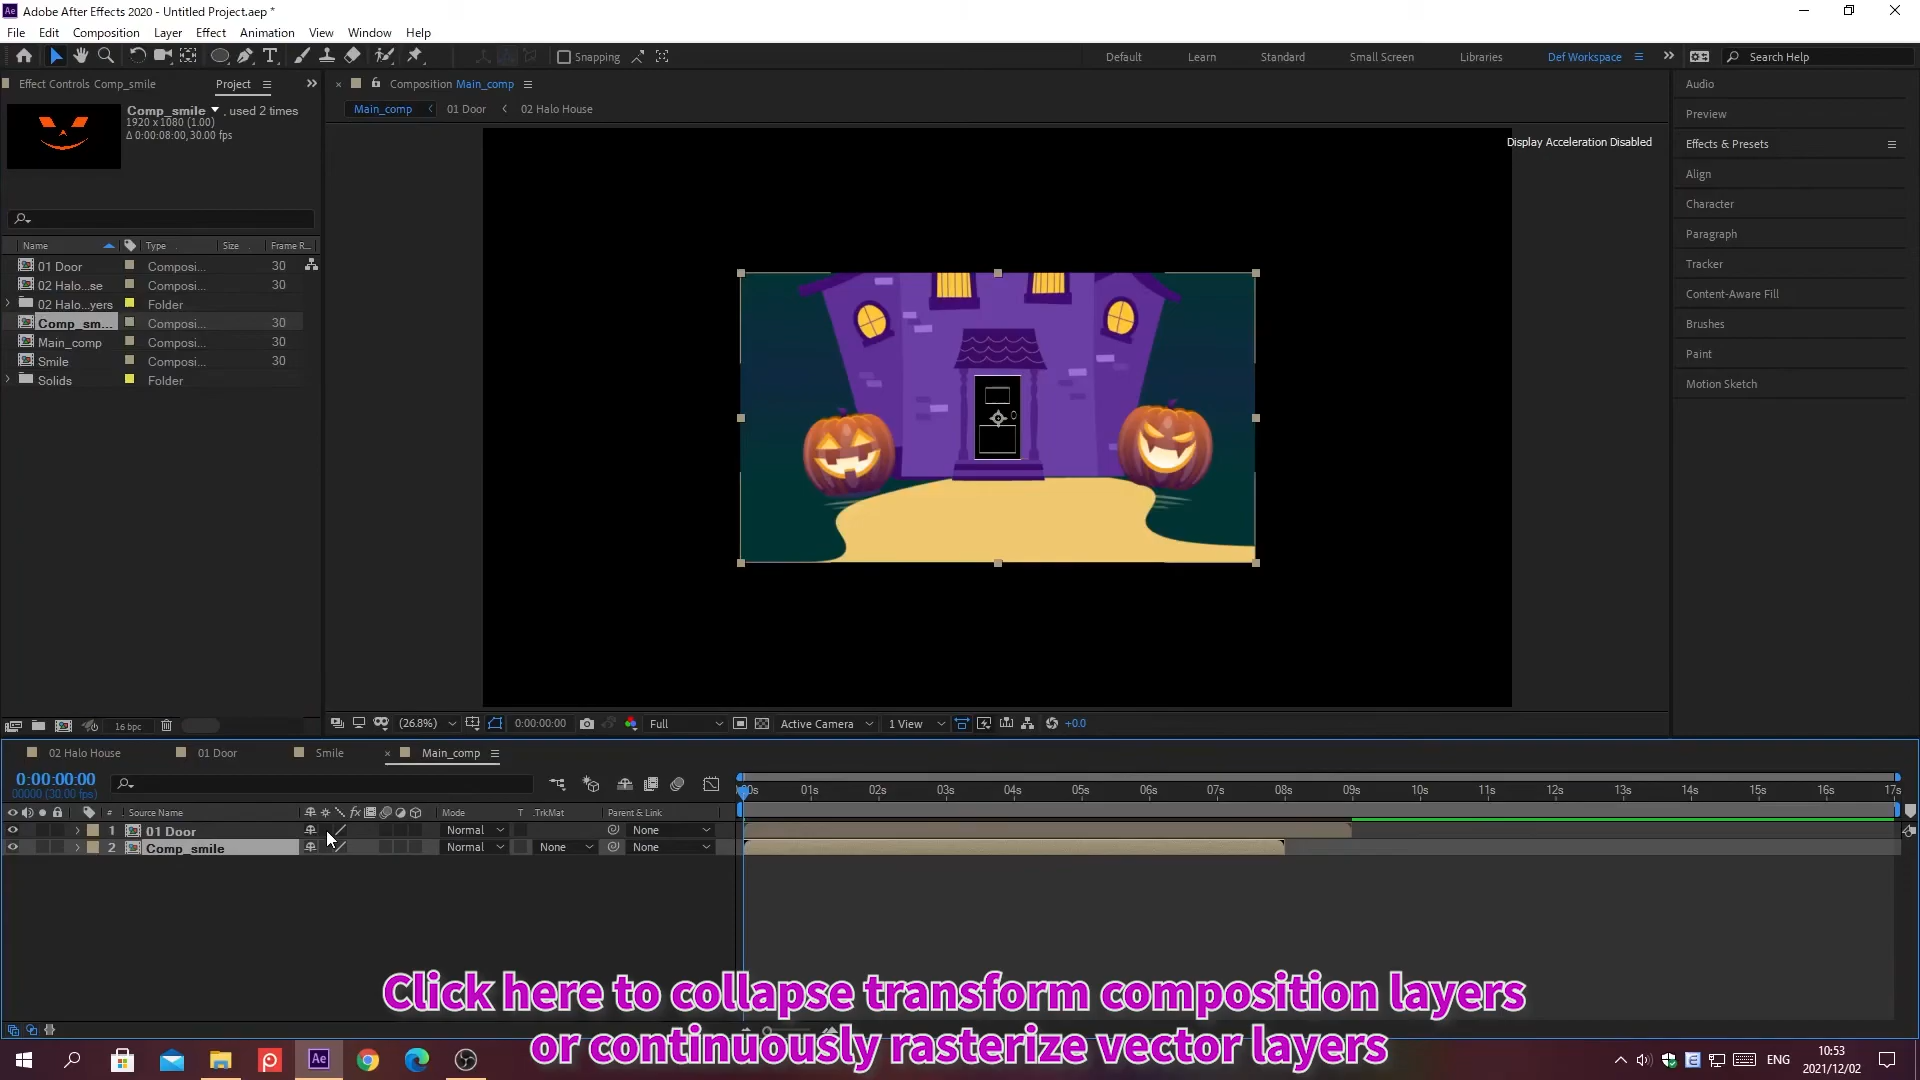 Adobe After Effects 2020 - Untitled Project.aep *
File Edit Composition Layer Effect Animation View Window Help
Snapping
Default Learn Standard Small Screen Libraries Def Workspace
Search Help
Effect Controls Comp_smile Project
Composition Main_comp
Main_comp 01 Door 02 Halo House
Comp_smile , used 2 times
1920 x 1080 (1.00)
Δ 0:00:08:00, 30.00 fps
Display Acceleration Disabled
Name Type Size Frame R...
01 Door Composi... 30
02 Halo...se Composi... 30
02 Halo...yers Folder
Comp_sm... Composi... 30
Main_comp Composi... 30
Smile Composi... 30
Solids Folder
Audio
Preview
Effects & Presets
Align
Character
Paragraph
Tracker
Content-Aware Fill
Brushes
Paint
Motion Sketch
16 bpc
(26.8%) 0:00:00:00 Full Active Camera 1 View +0.0
02 Halo House 01 Door Smile Main_comp
0:00:00:00
00000 (30.00 fps)
00s 01s 02s 03s 04s 05s 06s 07s 08s 09s 10s 11s 12s 13s 14s 15s 16s 17s
# Source Name fx Mode T .TrkMat Parent & Link
1 01 Door Normal None
2 Comp_smile Normal None None
Click here to collapse transform composition layers
or continuously rasterize vector layers
Ae
ENG
10:53
2021/12/02